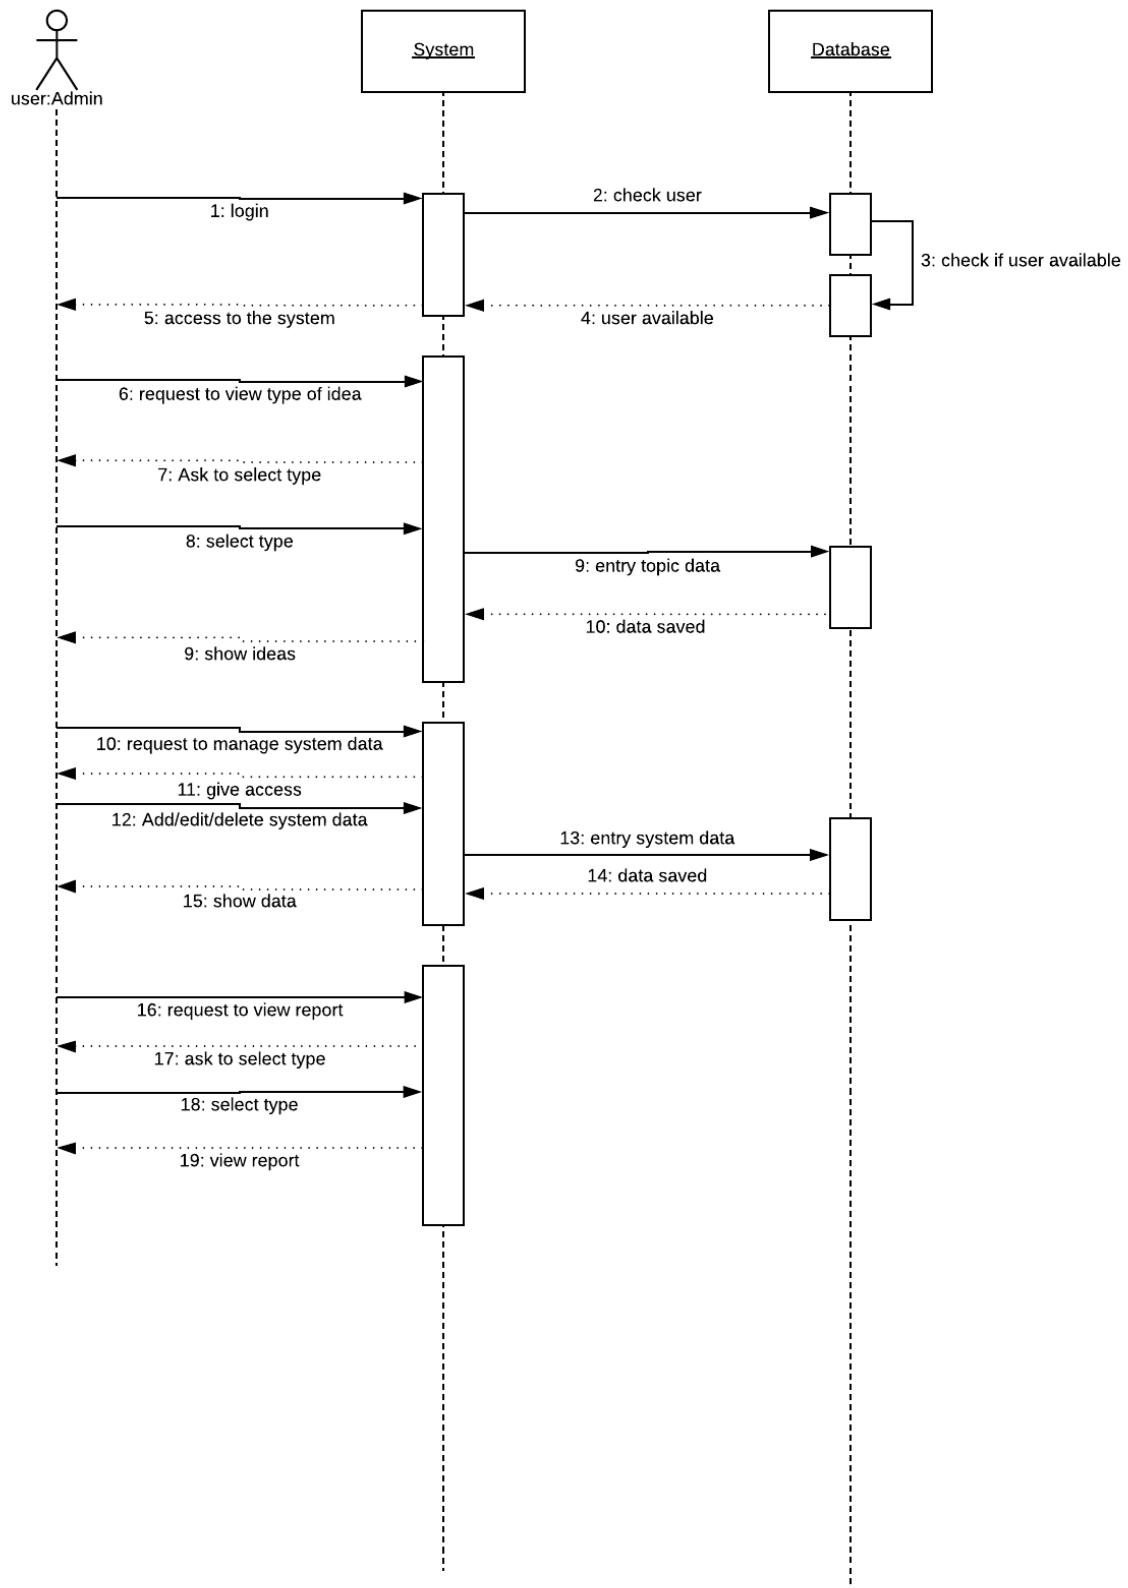 System
Database
user:Admin
2: check user
1: login
3: check if user available
5: access to the system
4: user available
6: request to view type of idea
7: Ask to select type
8: select type
9: entry topic data
10: data saved
9: show ideas
10: request to manage system data
11: give access
12: Add/edit/delete system data
13: entry system data
14: data saved
15: show data
16: request to view report
17: ask to select type
18: select type
19: view report